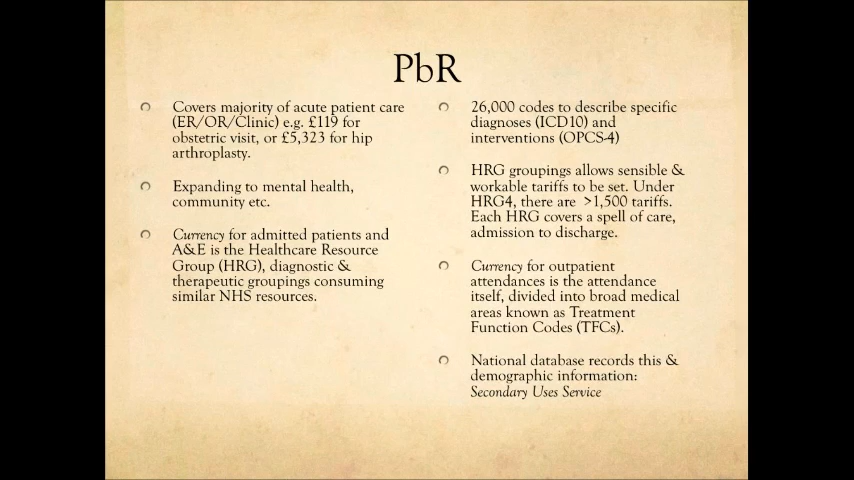 PbR
Covers majority of acute patient care
(ER/OR/Clinic) e.g. £119 for
obstetric visit, or £5,323 for hip
arthroplasty.
Expanding to mental health,
community etc.
Currency for admitted patients and
A&E is the Healthcare Resource
Group (HRG), diagnostic &
therapeutic groupings consuming
similar NHS resources.
26,000 codes to describe specific
diagnoses (ICD10) and
interventions (OPCS-4)
HRG groupings allows sensible &
workable tariffs to be set. Under
HRG4, there are >1,500 tariffs.
Each HRG covers a spell of care,
admission to discharge.
Currency for outpatient
attendances is the attendance
itself, divided into broad medical
areas known as Treatment
Function Codes (TFCs).
National database records this &
demographic information:
Secondary Uses Service